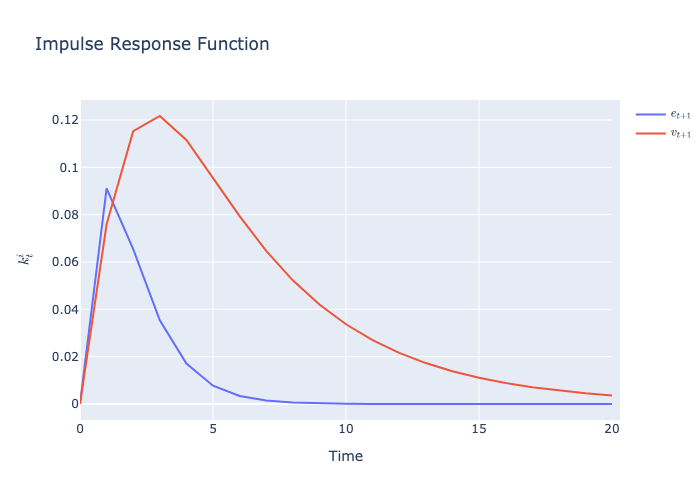 Impulse Response Function
e_{t+1}
v_{t+1}
0.12
0.1
0.08
0.06
0.04
0.02
0
k_t^i
0 5 10 15 20
Time